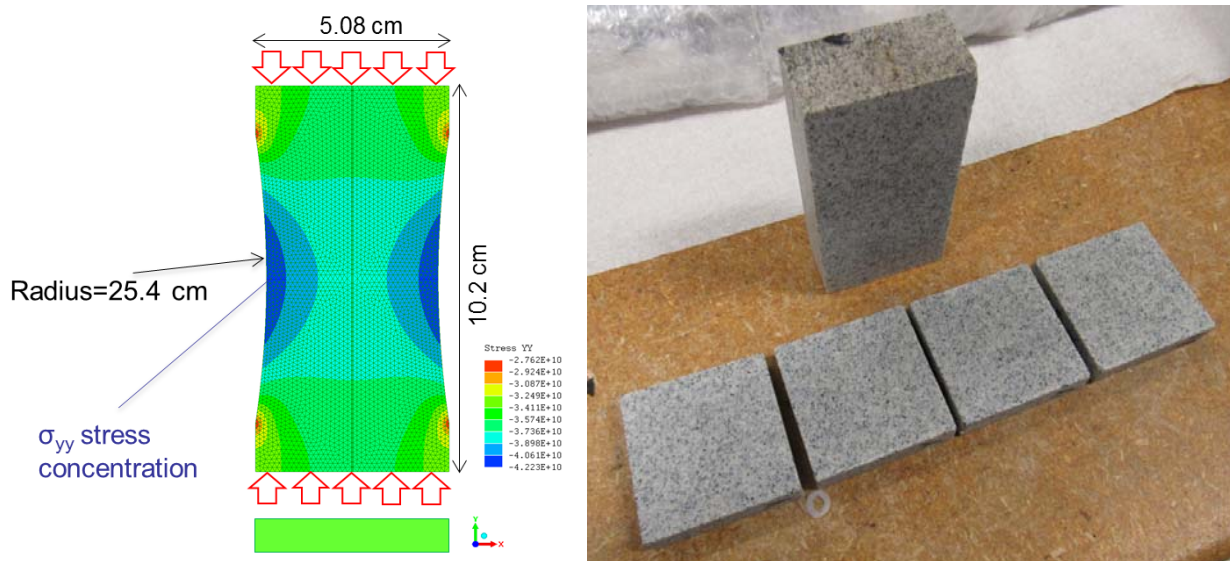 5.08 cm
10.2 cm
Radius=25.4 cm
σyy stress
concentration
Stress YY
-2.762E+10
-2.924E+10
-3.087E+10
-3.249E+10
-3.411E+10
-3.574E+10
-3.736E+10
-3.898E+10
-4.061E+10
-4.223E+10
Y
X